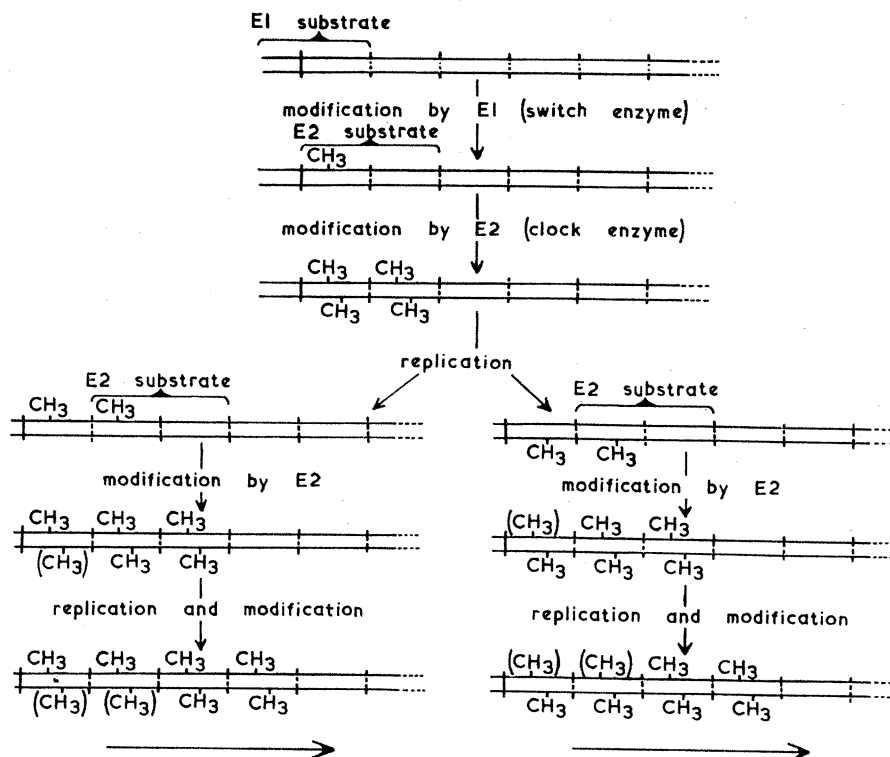 E1 substrate
modification by E1 (switch enzyme)
E2 substrate
CH3
modification by E2 (clock enzyme)
CH3 CH3
CH3 CH3
replication
E2 substrate
CH3 CH3
modification by E2
CH3 CH3 CH3
(CH3) CH3 CH3
replication and modification
CH3 CH3 CH3 CH3
(CH3) (CH3) CH3 CH3
E2 substrate
CH3 CH3
modification by E2
(CH3) CH3 CH3
CH3 CH3 CH3
replication and modification
(CH3) (CH3) CH3 CH3
CH3 CH3 CH3 CH3